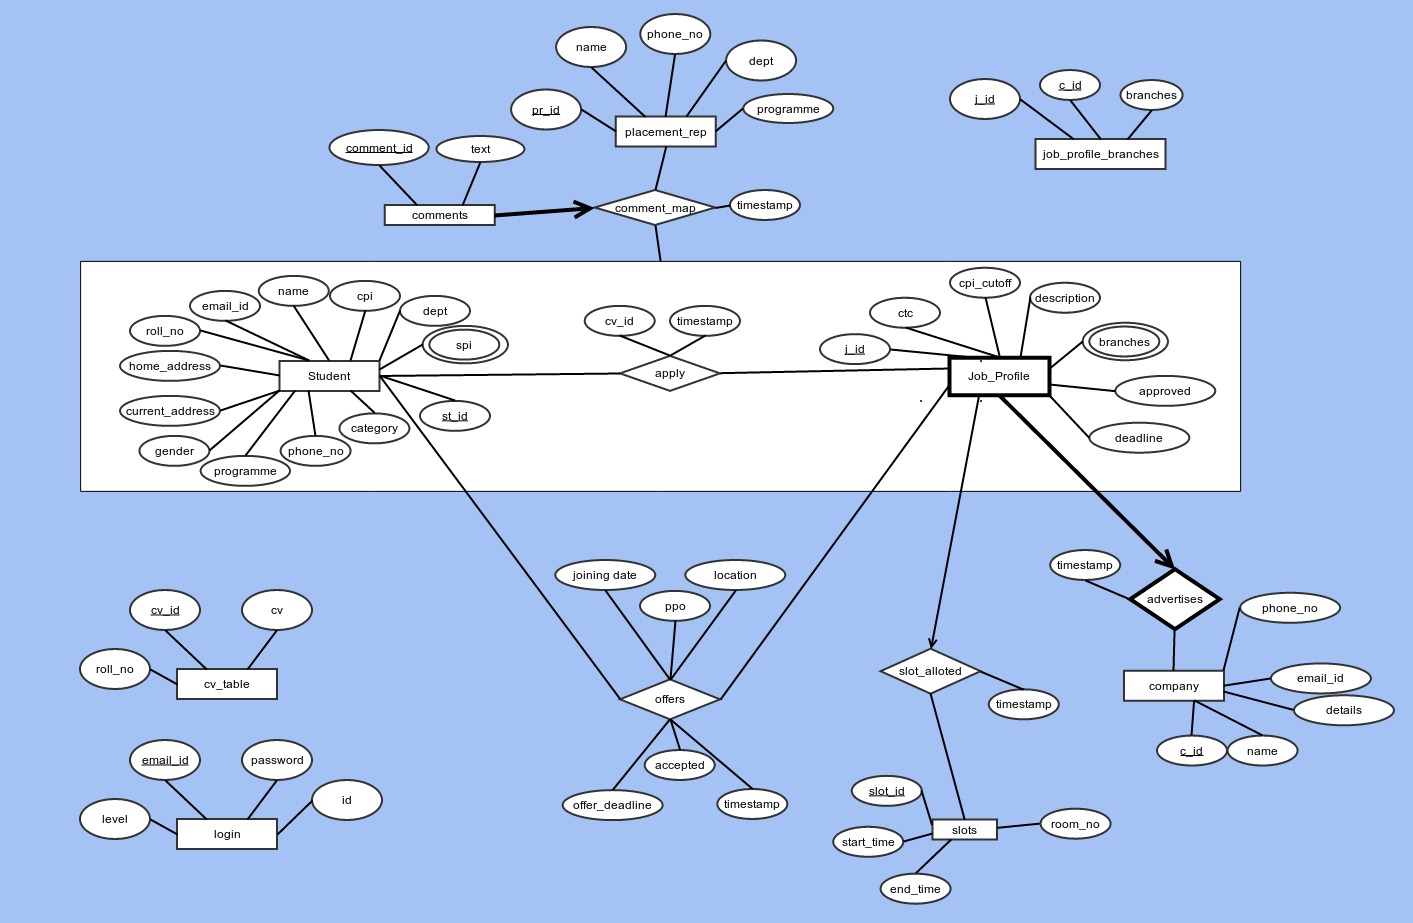 name
phone_no
dept
pr_id
programme
placement_rep
j_id
c_id
branches
job_profile_branches
comment_id
text
comments
comment_map
timestamp
name
cpi
email_id
dept
roll_no
spi
home_address
Student
current_address
st_id
gender
category
programme
phone_no
cv_id
timestamp
apply
cpi_cutoff
description
ctc
j_id
branches
Job_Profile
approved
deadline
joining date
location
ppo
offers
accepted
offer_deadline
timestamp
timestamp
advertises
phone_no
company
email_id
details
c_id
name
slot_alloted
timestamp
slot_id
slots
room_no
start_time
end_time
cv_id
cv
roll_no
cv_table
email_id
password
level
id
login